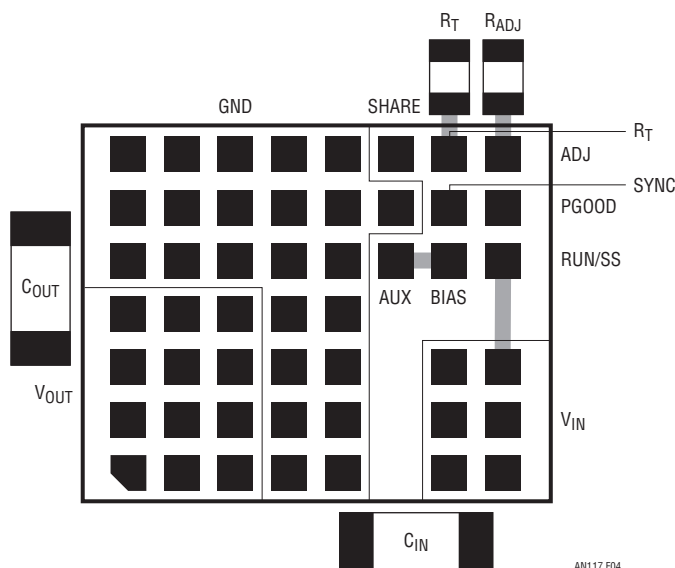 RT RADJ
GND SHARE
RT
ADJ
SYNC
PGOOD
RUN/SS
COUT
AUX BIAS
VOUT
VIN
CIN
AN117 F04